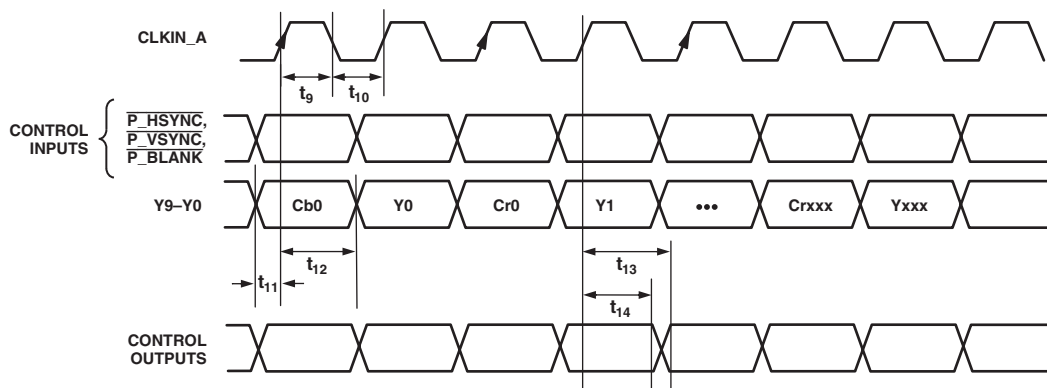 CLKIN_A
t9
t10
CONTROL
INPUTS
P_HSYNC,
P_VSYNC,
P_BLANK
Y9–Y0
Cb0
Y0
Cr0
Y1
•••
Crxxx
Yxxx
t12
t11
t13
t14
CONTROL
OUTPUTS